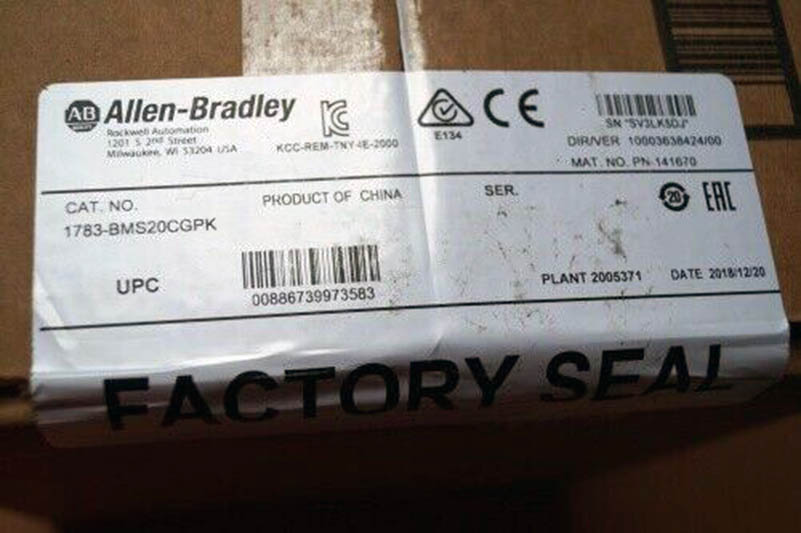 AB Allen-Bradley
Rockwell Automation
1201 S 2nd Street
Milwaukee, WI 53204 USA
KCC-REM-TNY4E-2000
E134
CE
SN "SV3LK5DJ"
DIR/VER 10003638424/00
MAT. NO. PN-141670
CAT. NO.
1783-BMS20CGPK
PRODUCT OF CHINA
SER.
20
EAC
UPC
00886739973583
PLANT 2005371
DATE 2018/12/20
FACTORY SEAL